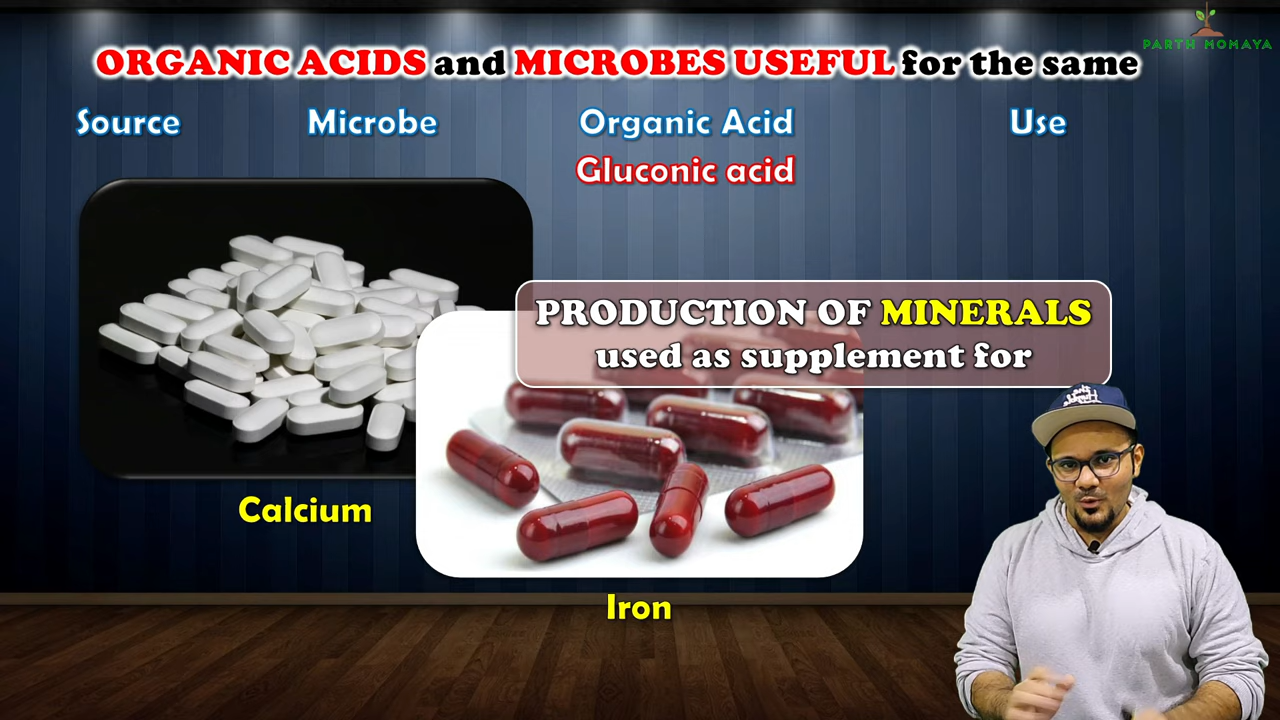 PARTH MOMAYA
ORGANIC ACIDS and MICROBES USEFUL for the same
Source Microbe Organic Acid Use
Gluconic acid
PRODUCTION OF MINERALS
used as supplement for
Calcium
Iron